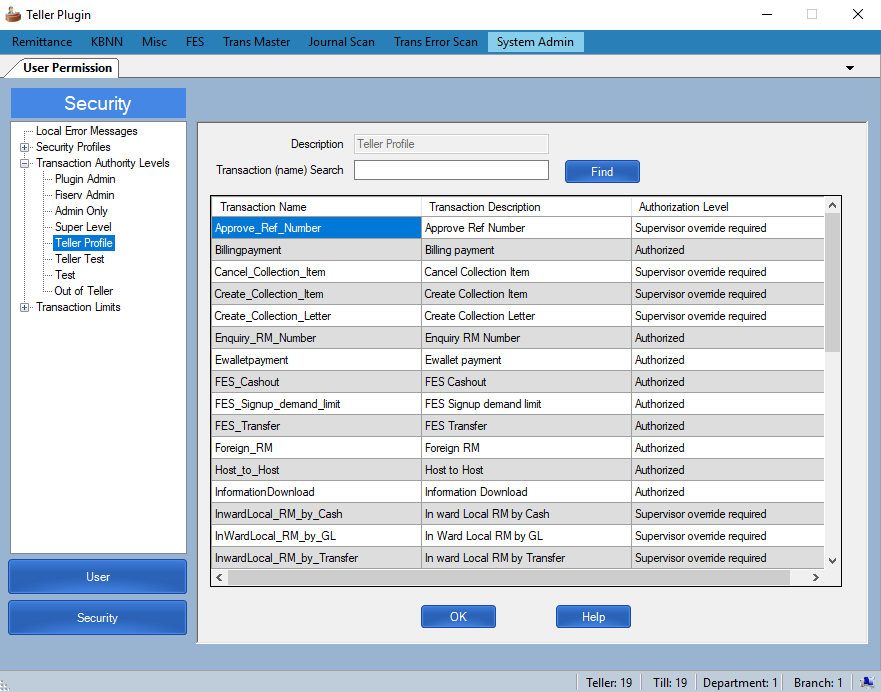 Teller Plugin
Remittance KBNN Misc FES Trans Master Journal Scan Trans Error Scan System Admin
User Permission
Security
Local Error Messages
Security Profiles
Transaction Authority Levels
Plugin Admin
Fiserv Admin
Admin Only
Super Level
Teller Profile
Teller Test
Test
Out of Teller
Transaction Limits
User
Security
Description Teller Profile
Transaction (name) Search Find
Transaction Name Transaction Description Authorization Level
Approve_Ref_Number Approve Ref Number Supervisor override required
Billingpayment Billing payment Authorized
Cancel_Collection_Item Cancel Collection Item Supervisor override required
Create_Collection_Item Create Collection Item Supervisor override required
Create_Collection_Letter Create Collection Letter Supervisor override required
Enquiry_RM_Number Enquiry RM Number Authorized
Ewalletpayment Ewallet payment Authorized
FES_Cashout FES Cashout Authorized
FES_Signup_demand_limit FES Signup demand limit Authorized
FES_Transfer FES Transfer Authorized
Foreign_RM Foreign RM Authorized
Host_to_Host Host to Host Authorized
InformationDownload Information Download Authorized
InwardLocal_RM_by_Cash In ward Local RM by Cash Supervisor override required
InWardLocal_RM_by_GL In Ward Local RM by GL Supervisor override required
InwardLocal_RM_by_Transfer In ward Local RM by Transfer Supervisor override required
OK Help
Teller: 19 Till: 19 Department: 1 Branch: 1